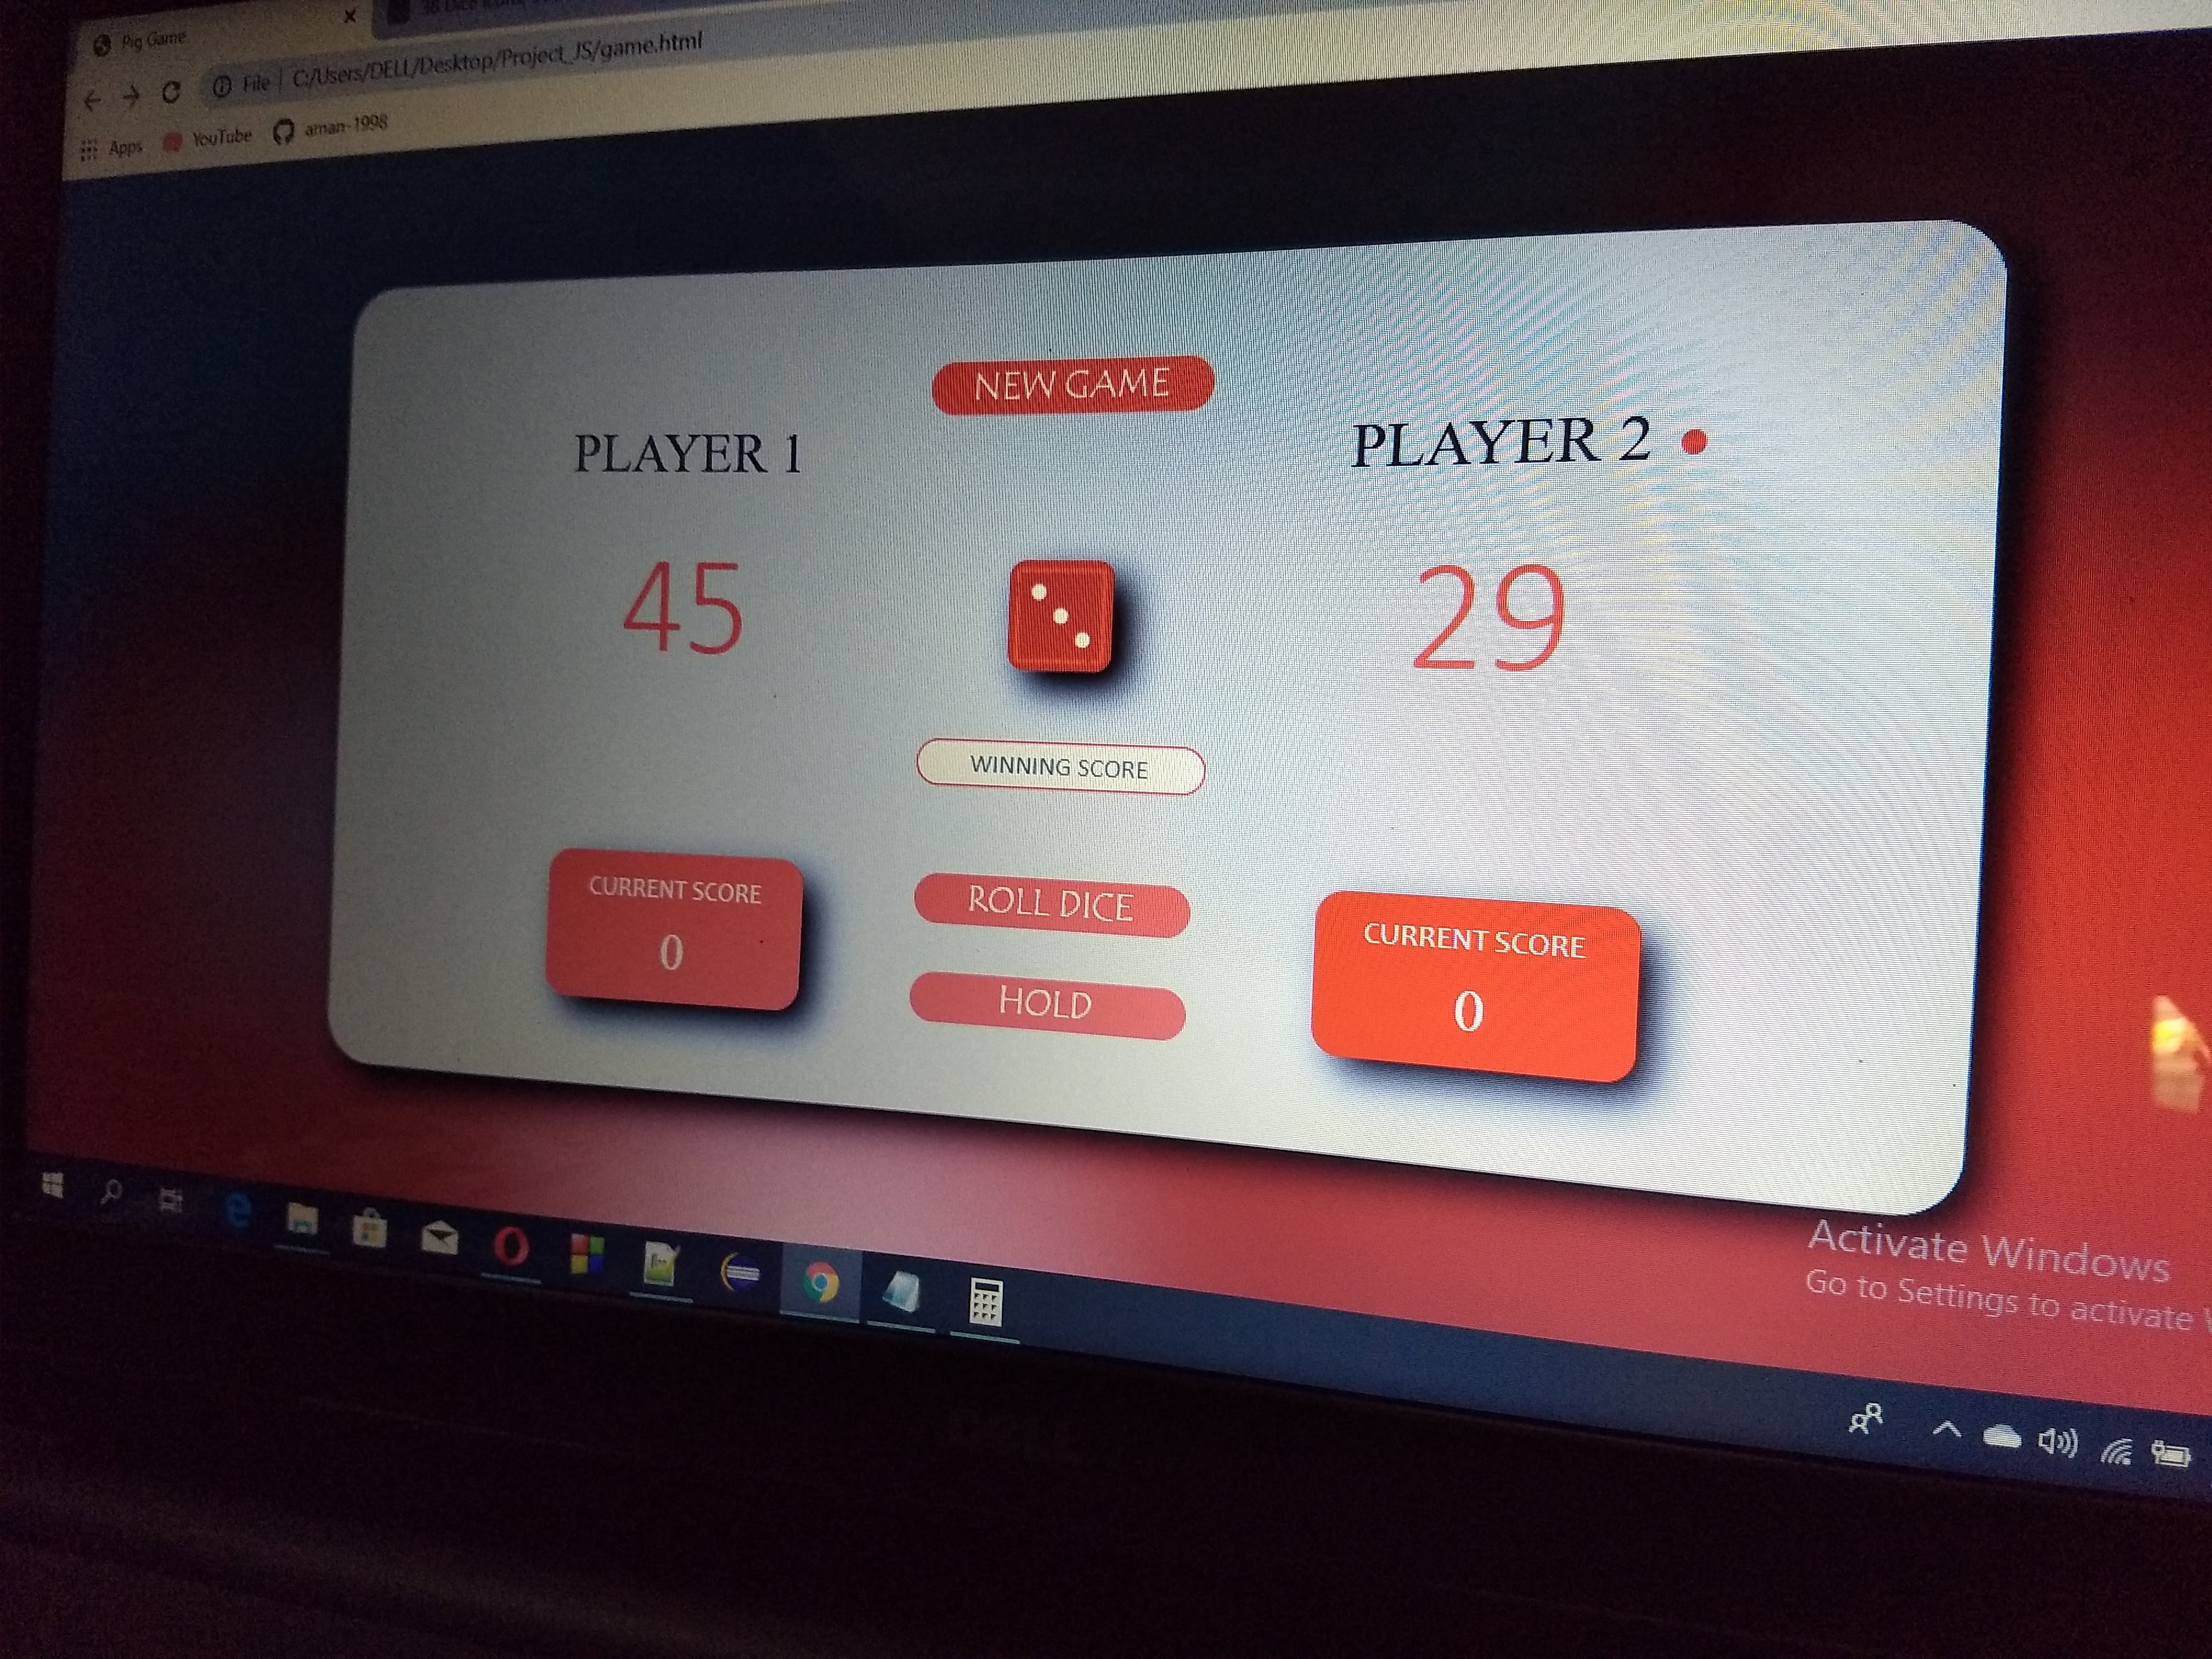 Pig Game
File | C:/Users/DELL/Desktop/Project_JS/game.html
Apps YouTube aman-1998
NEW GAME
PLAYER 1
PLAYER 2
45
29
WINNING SCORE
CURRENT SCORE
0
ROLL DICE
HOLD
CURRENT SCORE
0
Activate Windows
Go to Settings to activate
DELL